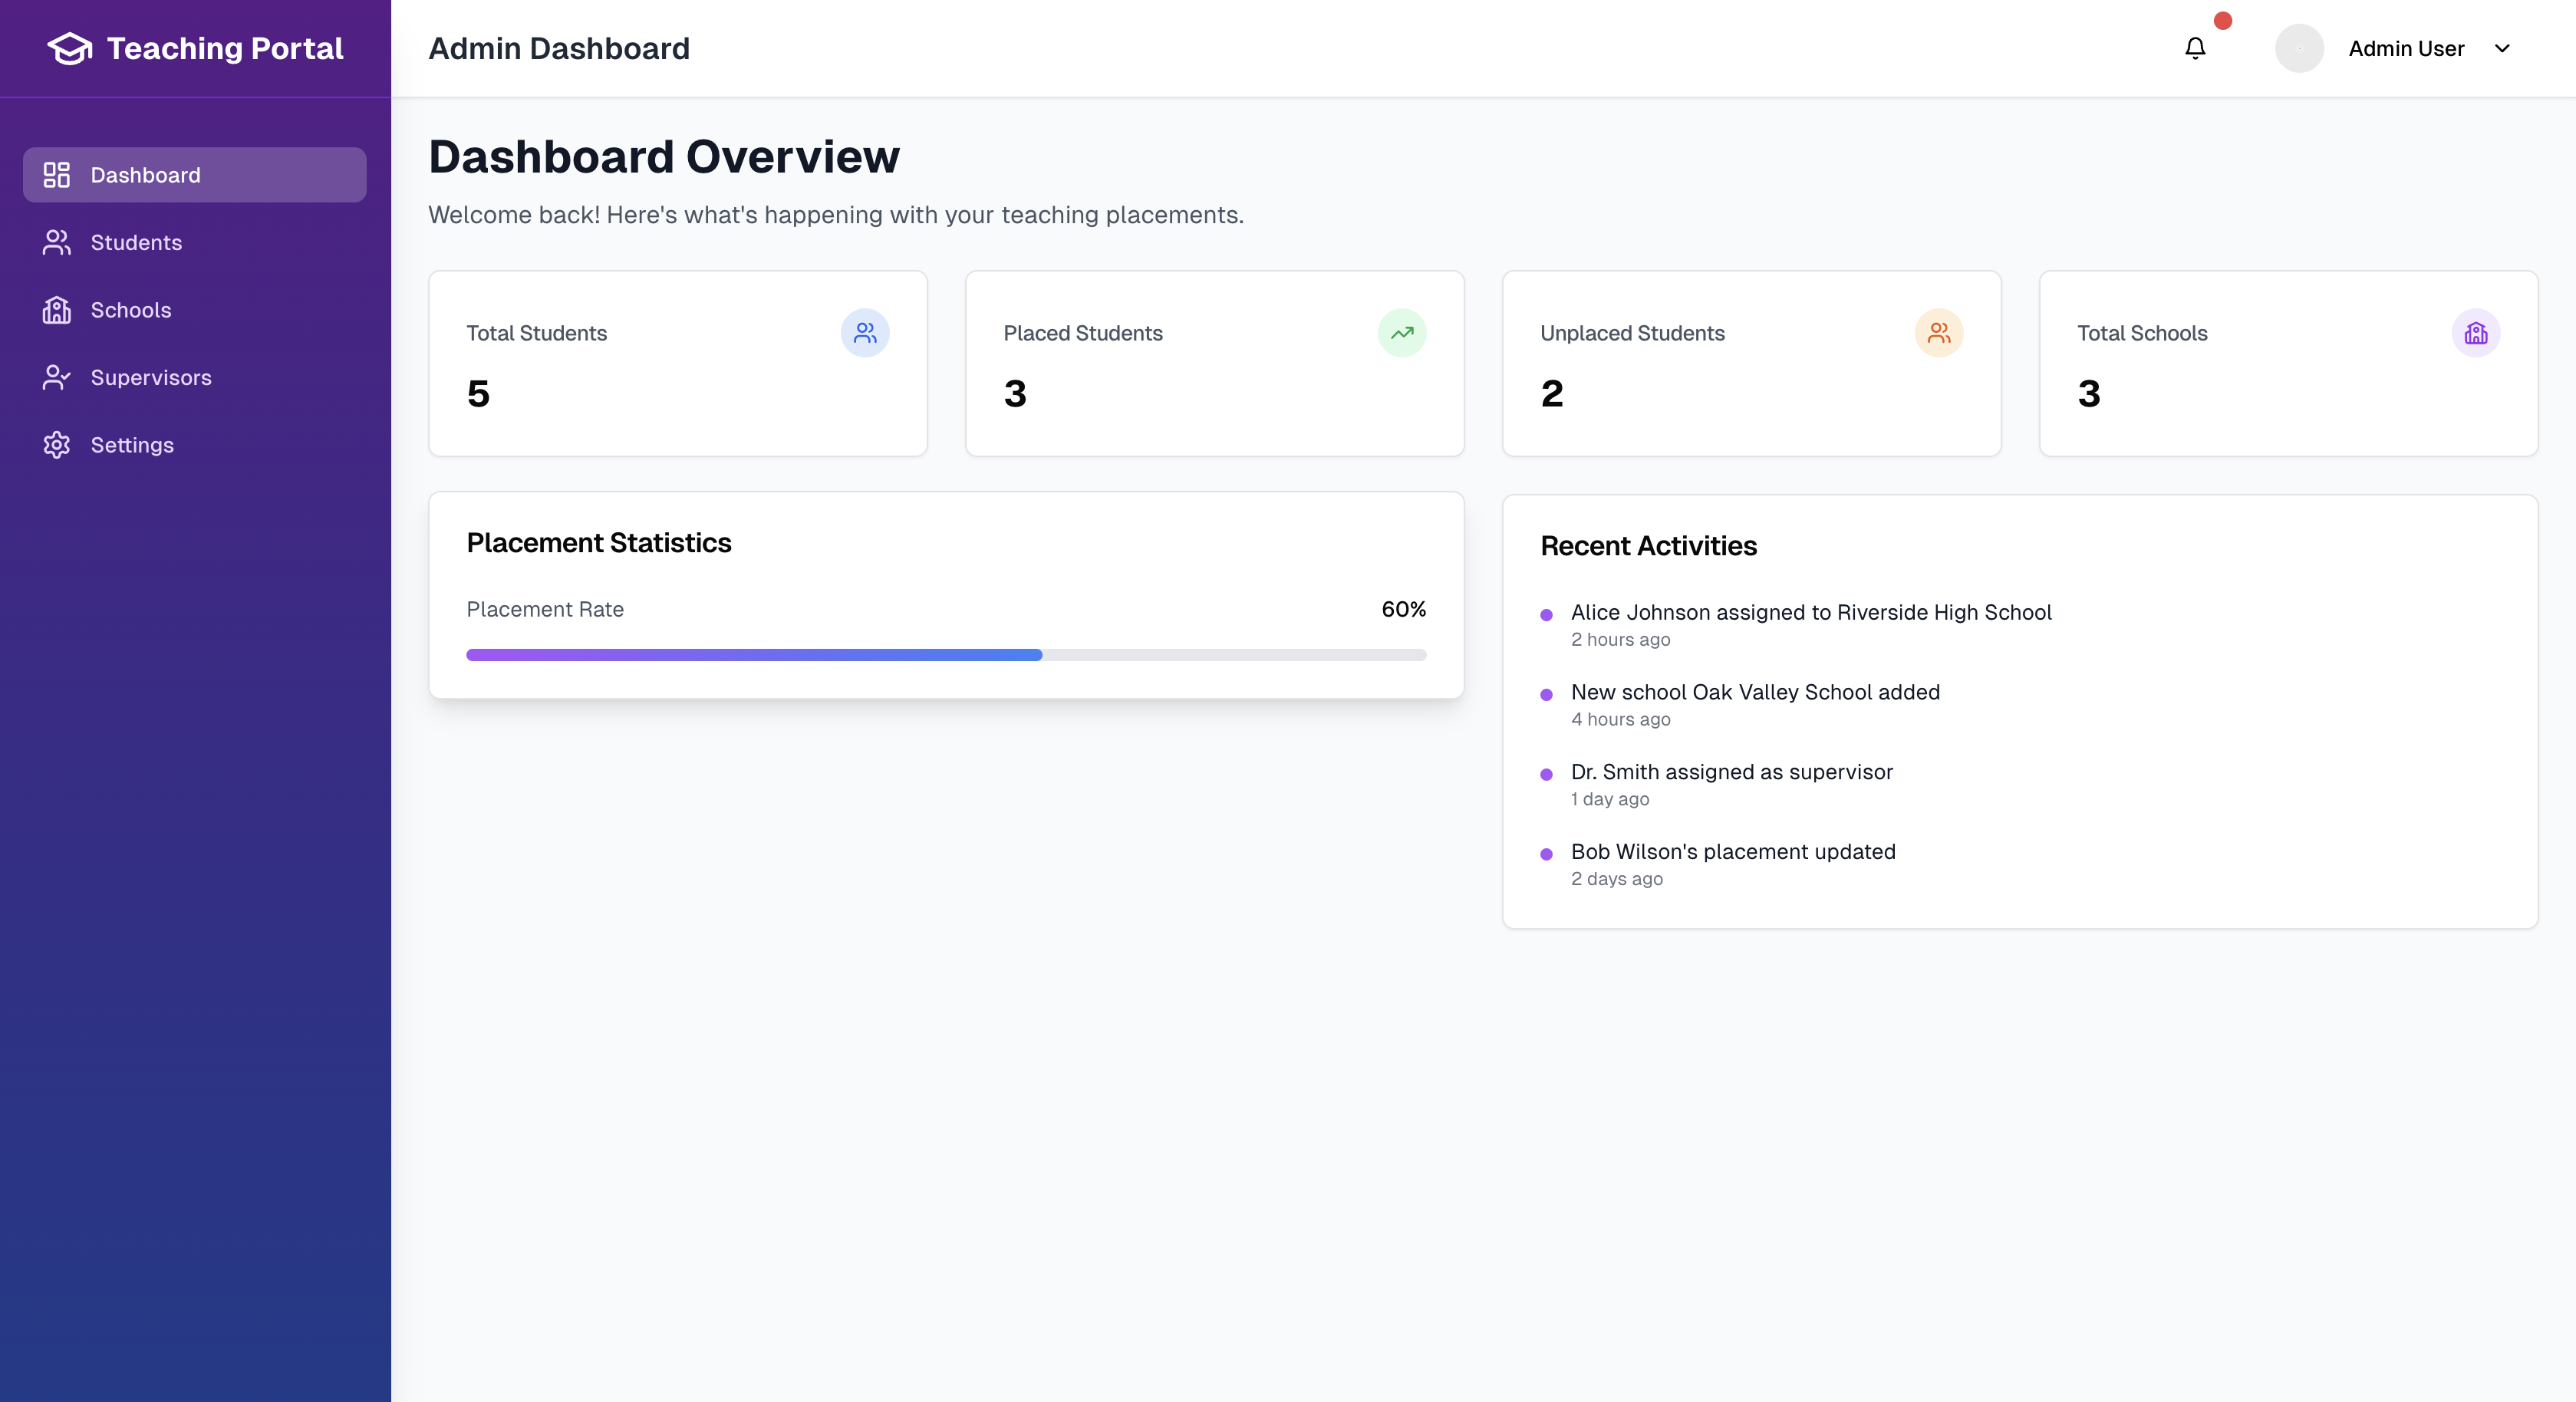 Teaching Portal
Admin Dashboard
Admin User
Dashboard
Students
Schools
Supervisors
Settings
Dashboard Overview
Welcome back! Here's what's happening with your teaching placements.
Total Students
5
Placed Students
3
Unplaced Students
2
Total Schools
3
Placement Statistics
Placement Rate
60%
Recent Activities
Alice Johnson assigned to Riverside High School
2 hours ago
New school Oak Valley School added
4 hours ago
Dr. Smith assigned as supervisor
1 day ago
Bob Wilson's placement updated
2 days ago